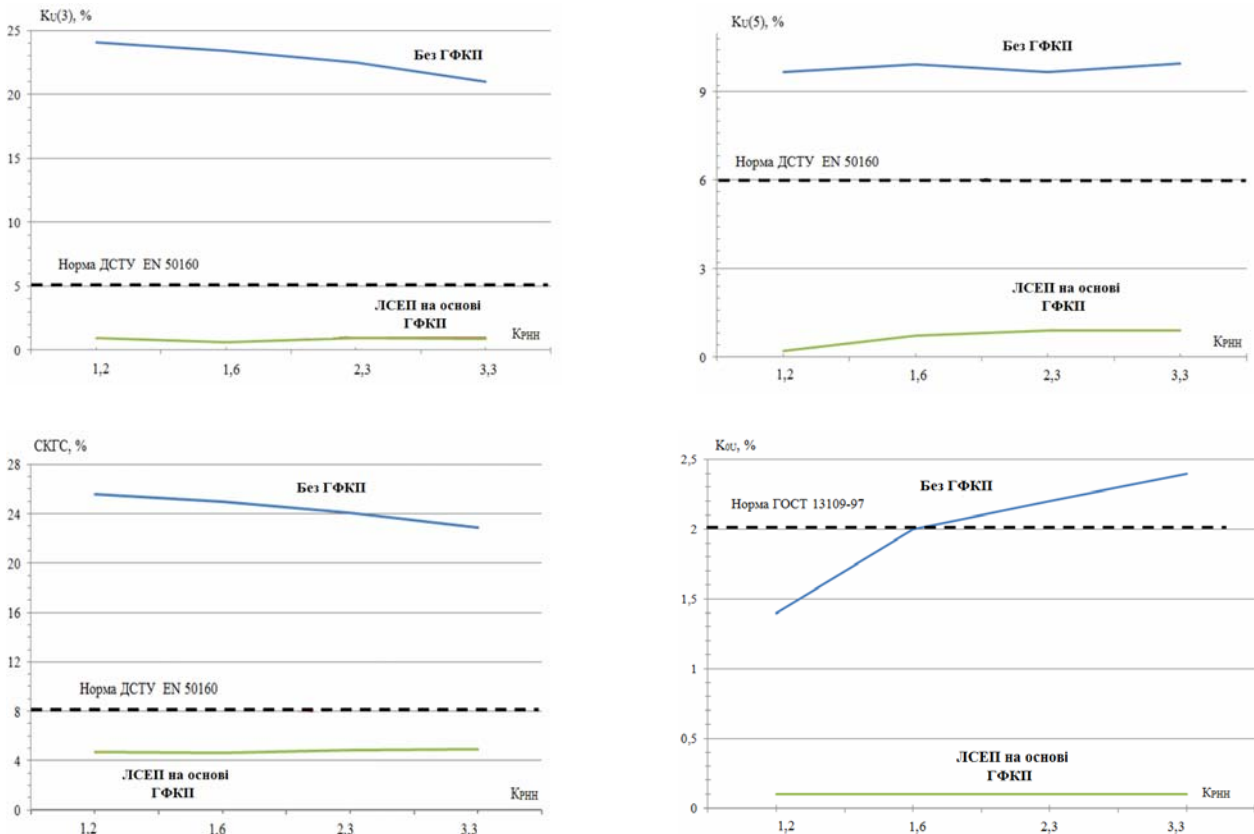 KU(3), %
25
20
15
10
5
0
Без ГФКП
Норма ДСТУ EN 50160
ЛСЕП на основі
ГФКП
KРНН
1,2 1,6 2,3 3,3
KU(5), %
9
6
3
0
Без ГФКП
Норма ДСТУ EN 50160
ЛСЕП на основі
ГФКП
KРНН
1,2 1,6 2,3 3,3
СКГС, %
28
24
20
16
12
8
4
0
Без ГФКП
Норма ДСТУ EN 50160
ЛСЕП на основі
ГФКП
KРНН
1,2 1,6 2,3 3,3
K0U, %
2,5
2
1,5
1
0,5
0
Без ГФКП
Норма ГОСТ 13109-97
ЛСЕП на основі
ГФКП
KРНН
1,2 1,6 2,3 3,3